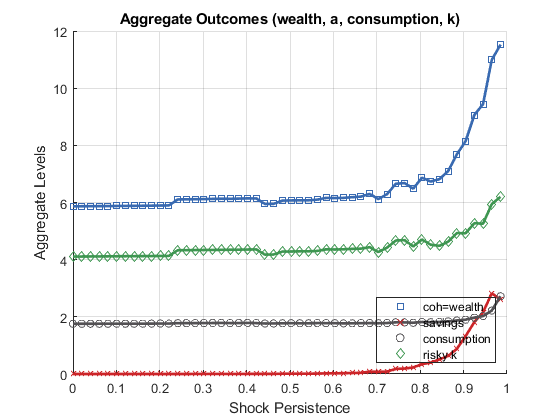 Aggregate Outcomes (wealth, a, consumption, k)
12
10
8
6
4
2
0
Aggregate Levels
coh=wealth
savings
consumption
risky k
0 0.1 0.2 0.3 0.4 0.5 0.6 0.7 0.8 0.9 1
Shock Persistence